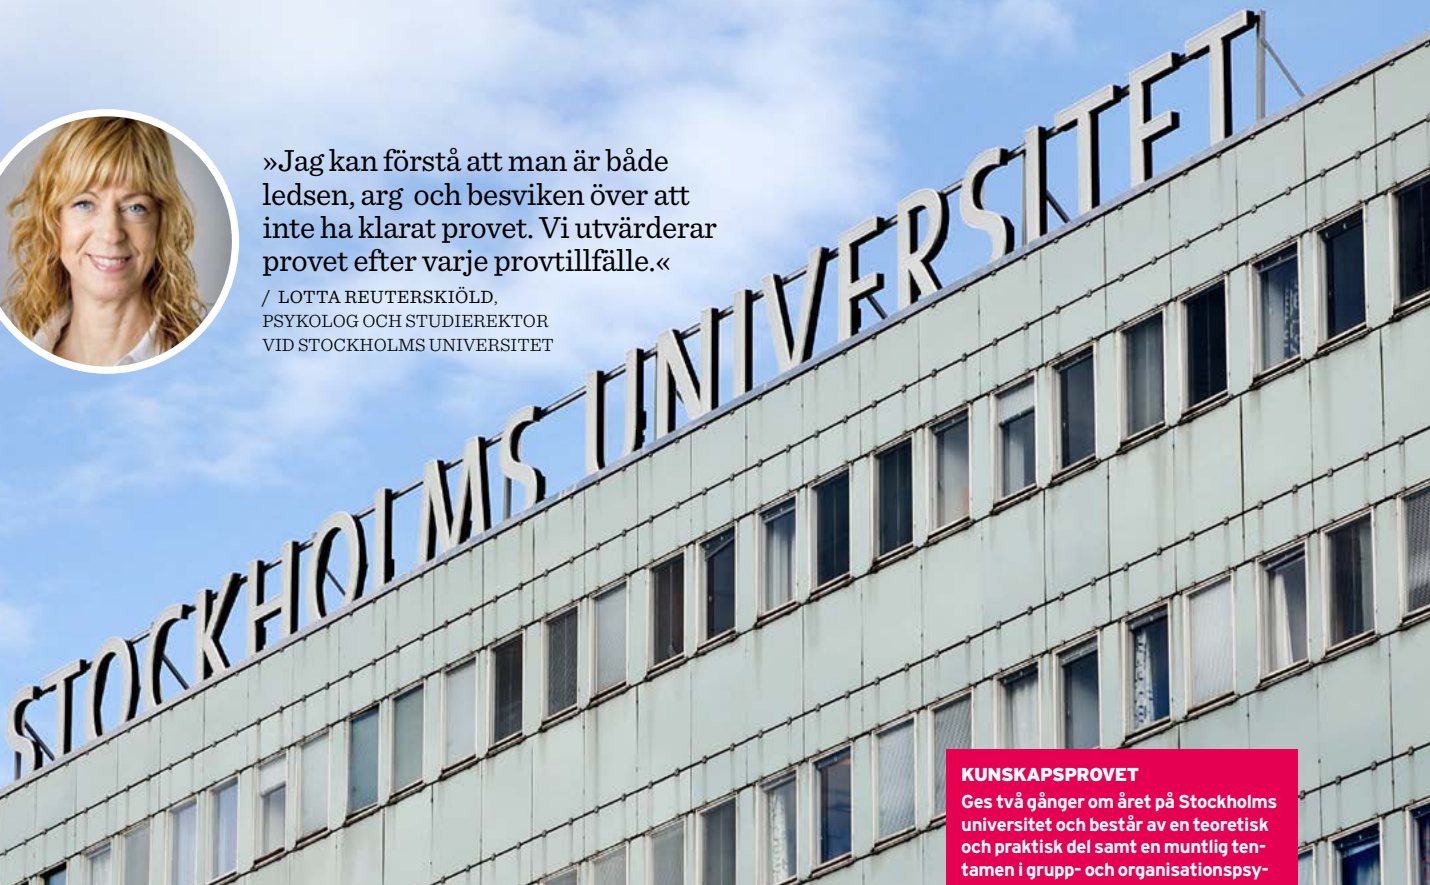 »Jag kan förstå att man är både
ledsen, arg och besviken över att
inte ha klarat provet. Vi utvärderar
provet efter varje provtillfälle.«
/ LOTTA REUTERSKIÖLD,
PSYKOLOG OCH STUDIEREKTOR
VID STOCKHOLMS UNIVERSITET
STOCKHOLMS UNIVERSITET
KUNSKAPSPROVET
Ges två gånger om året på Stockholms
universitet och består av en teoretisk
och praktisk del samt en muntlig ten-
tamen i grupp- och organisationspsy-